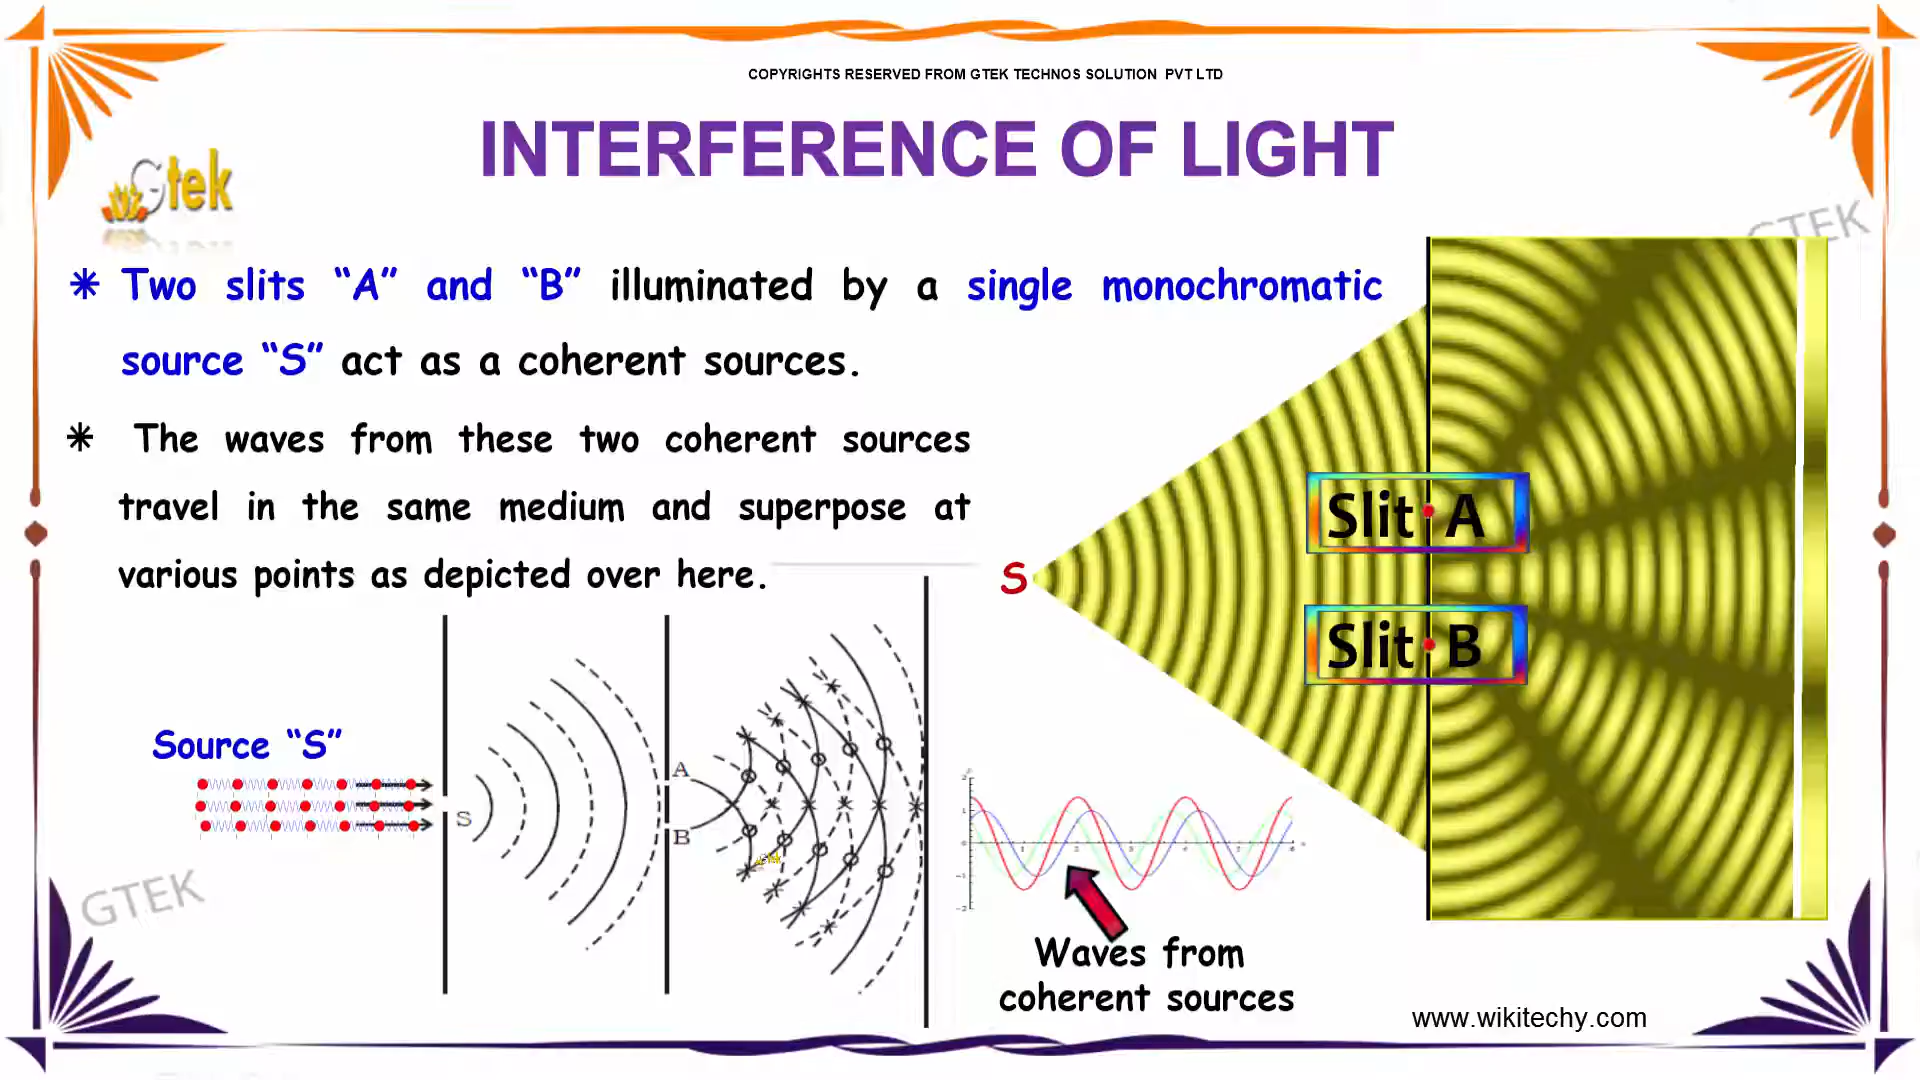 COPYRIGHTS RESERVED FROM GTEK TECHNOS SOLUTION PVT LTD
INTERFERENCE OF LIGHT
Gtek
GTEK
Two slits “A” and “B” illuminated by a single monochromatic
source “S” act as a coherent sources.
The waves from these two coherent sources
travel in the same medium and superpose at
various points as depicted over here.
S
Slit A
Slit B
Source “S”
S
A
B
GTEK
Waves from
coherent sources
www.wikitechy.com